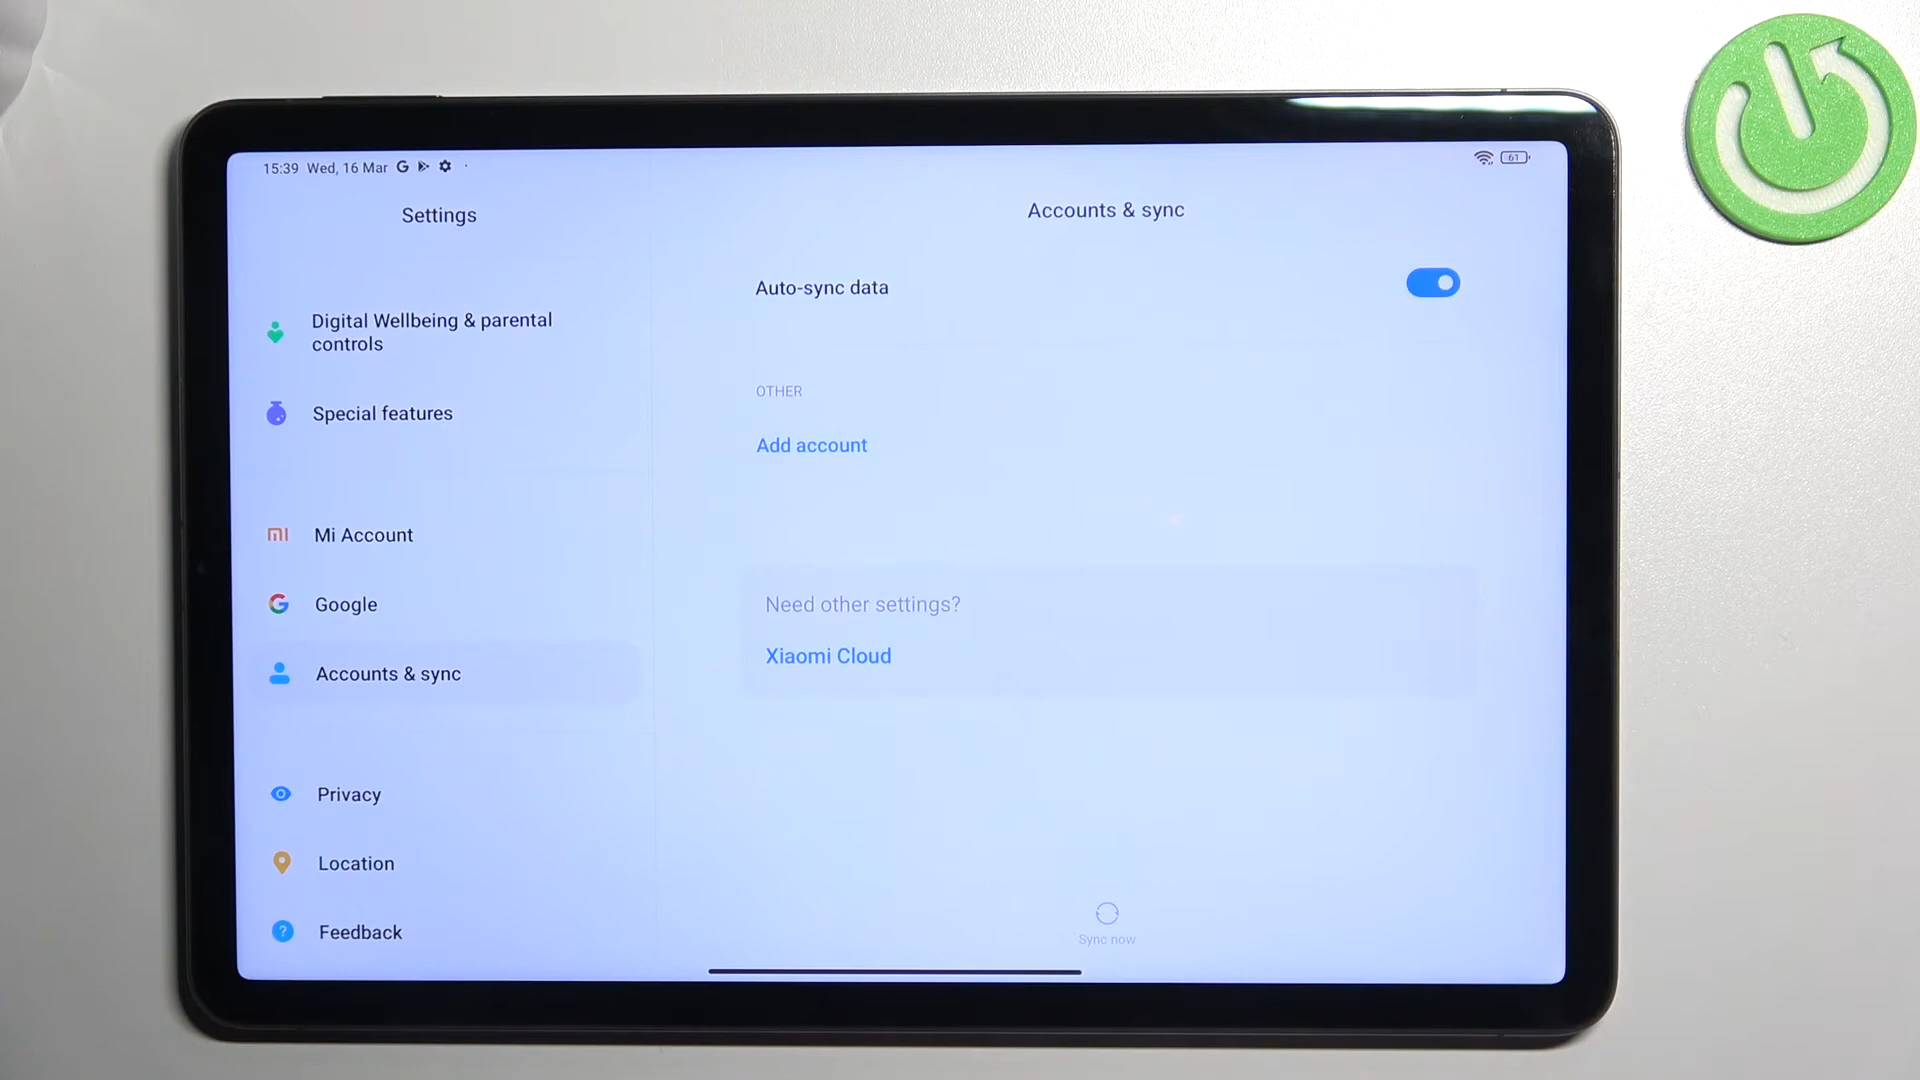 15:39 Wed, 16 Mar
61
Settings
Digital Wellbeing & parental
controls
Special features
Mi Account
Google
Accounts & sync
Privacy
Location
Feedback
Accounts & sync
Auto-sync data
OTHER
Add account
Need other settings?
Xiaomi Cloud
Sync now